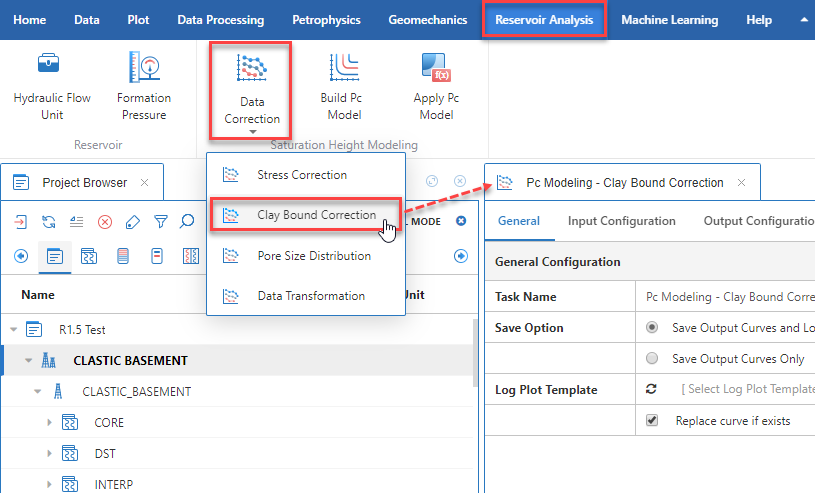 Home Data Plot Data Processing Petrophysics Geomechanics Reservoir Analysis Machine Learning Help
Hydraulic Flow Unit
Formation Pressure
Data Correction
Build Pc Model
f(x)
Apply Pc Model
Reservoir
Saturation Height Modeling
Stress Correction
Clay Bound Correction
Pore Size Distribution
Data Transformation
Project Browser
MODE
Name
R1.5 Test
CLASTIC BASEMENT
CLASTIC_BASEMENT
CORE
DST
INTERP
Pc Modeling - Clay Bound Correction
General Input Configuration Output Configuratio
General Configuration
Task Name Pc Modeling - Clay Bound Corre
Save Option Save Output Curves and Lo
Save Output Curves Only
Log Plot Template [ Select Log Plot Template
Replace curve if exists